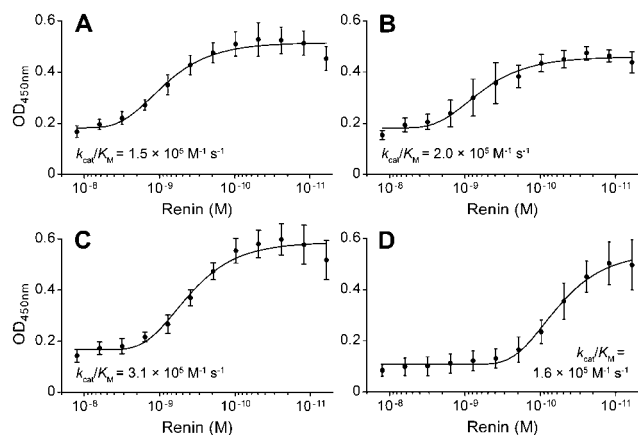 A
OD450nm
0.6
0.4
0.2
0
kcat/KM = 1.5 × 10⁵ M⁻¹ s⁻¹
10⁻⁸ 10⁻⁹ 10⁻¹⁰ 10⁻¹¹
Renin (M)
B
0.6
0.4
0.2
0
kcat/KM = 2.0 × 10⁵ M⁻¹ s⁻¹
10⁻⁸ 10⁻⁹ 10⁻¹⁰ 10⁻¹¹
Renin (M)
C
OD450nm
0.6
0.4
0.2
0
kcat/KM = 3.1 × 10⁵ M⁻¹ s⁻¹
10⁻⁸ 10⁻⁹ 10⁻¹⁰ 10⁻¹¹
Renin (M)
D
0.6
0.4
0.2
0
kcat/KM =
1.6 × 10⁵ M⁻¹ s⁻¹
10⁻⁸ 10⁻⁹ 10⁻¹⁰ 10⁻¹¹
Renin (M)